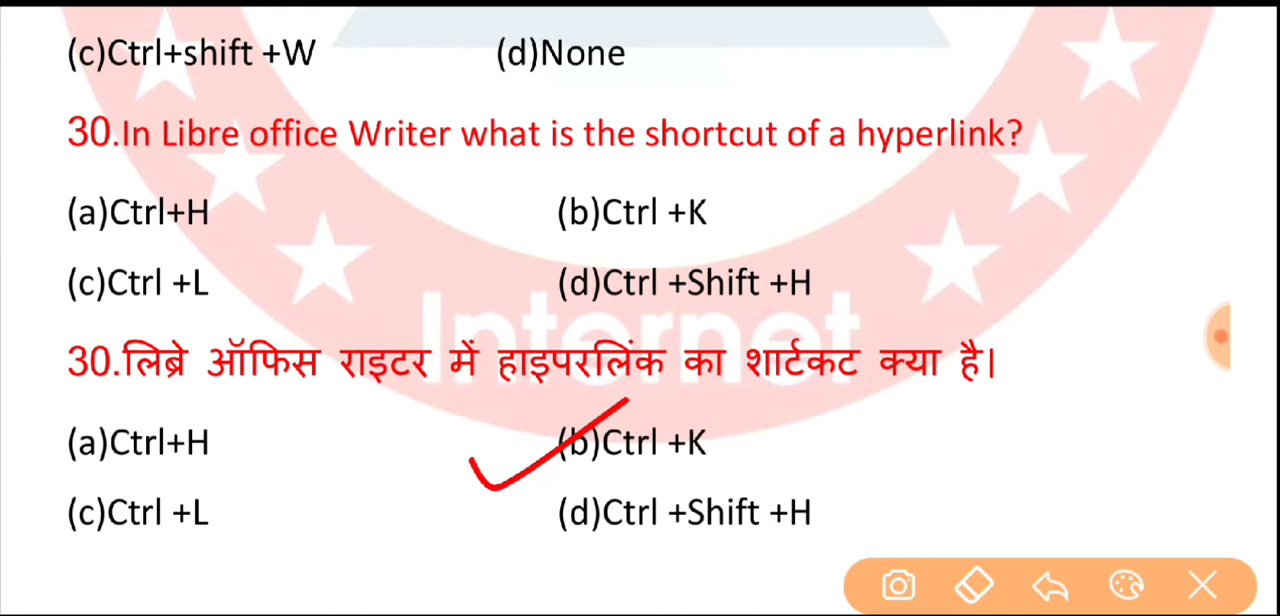 (c)Ctrl+shift +W (d)None
30.In Libre office Writer what is the shortcut of a hyperlink?
(a)Ctrl+H (b)Ctrl +K
(c)Ctrl +L (d)Ctrl +Shift +H
Internet
30.लिब्रे ऑफिस राइटर में हाइपरलिंक का शार्टकट क्या है।
(a)Ctrl+H (b)Ctrl +K
(c)Ctrl +L (d)Ctrl +Shift +H